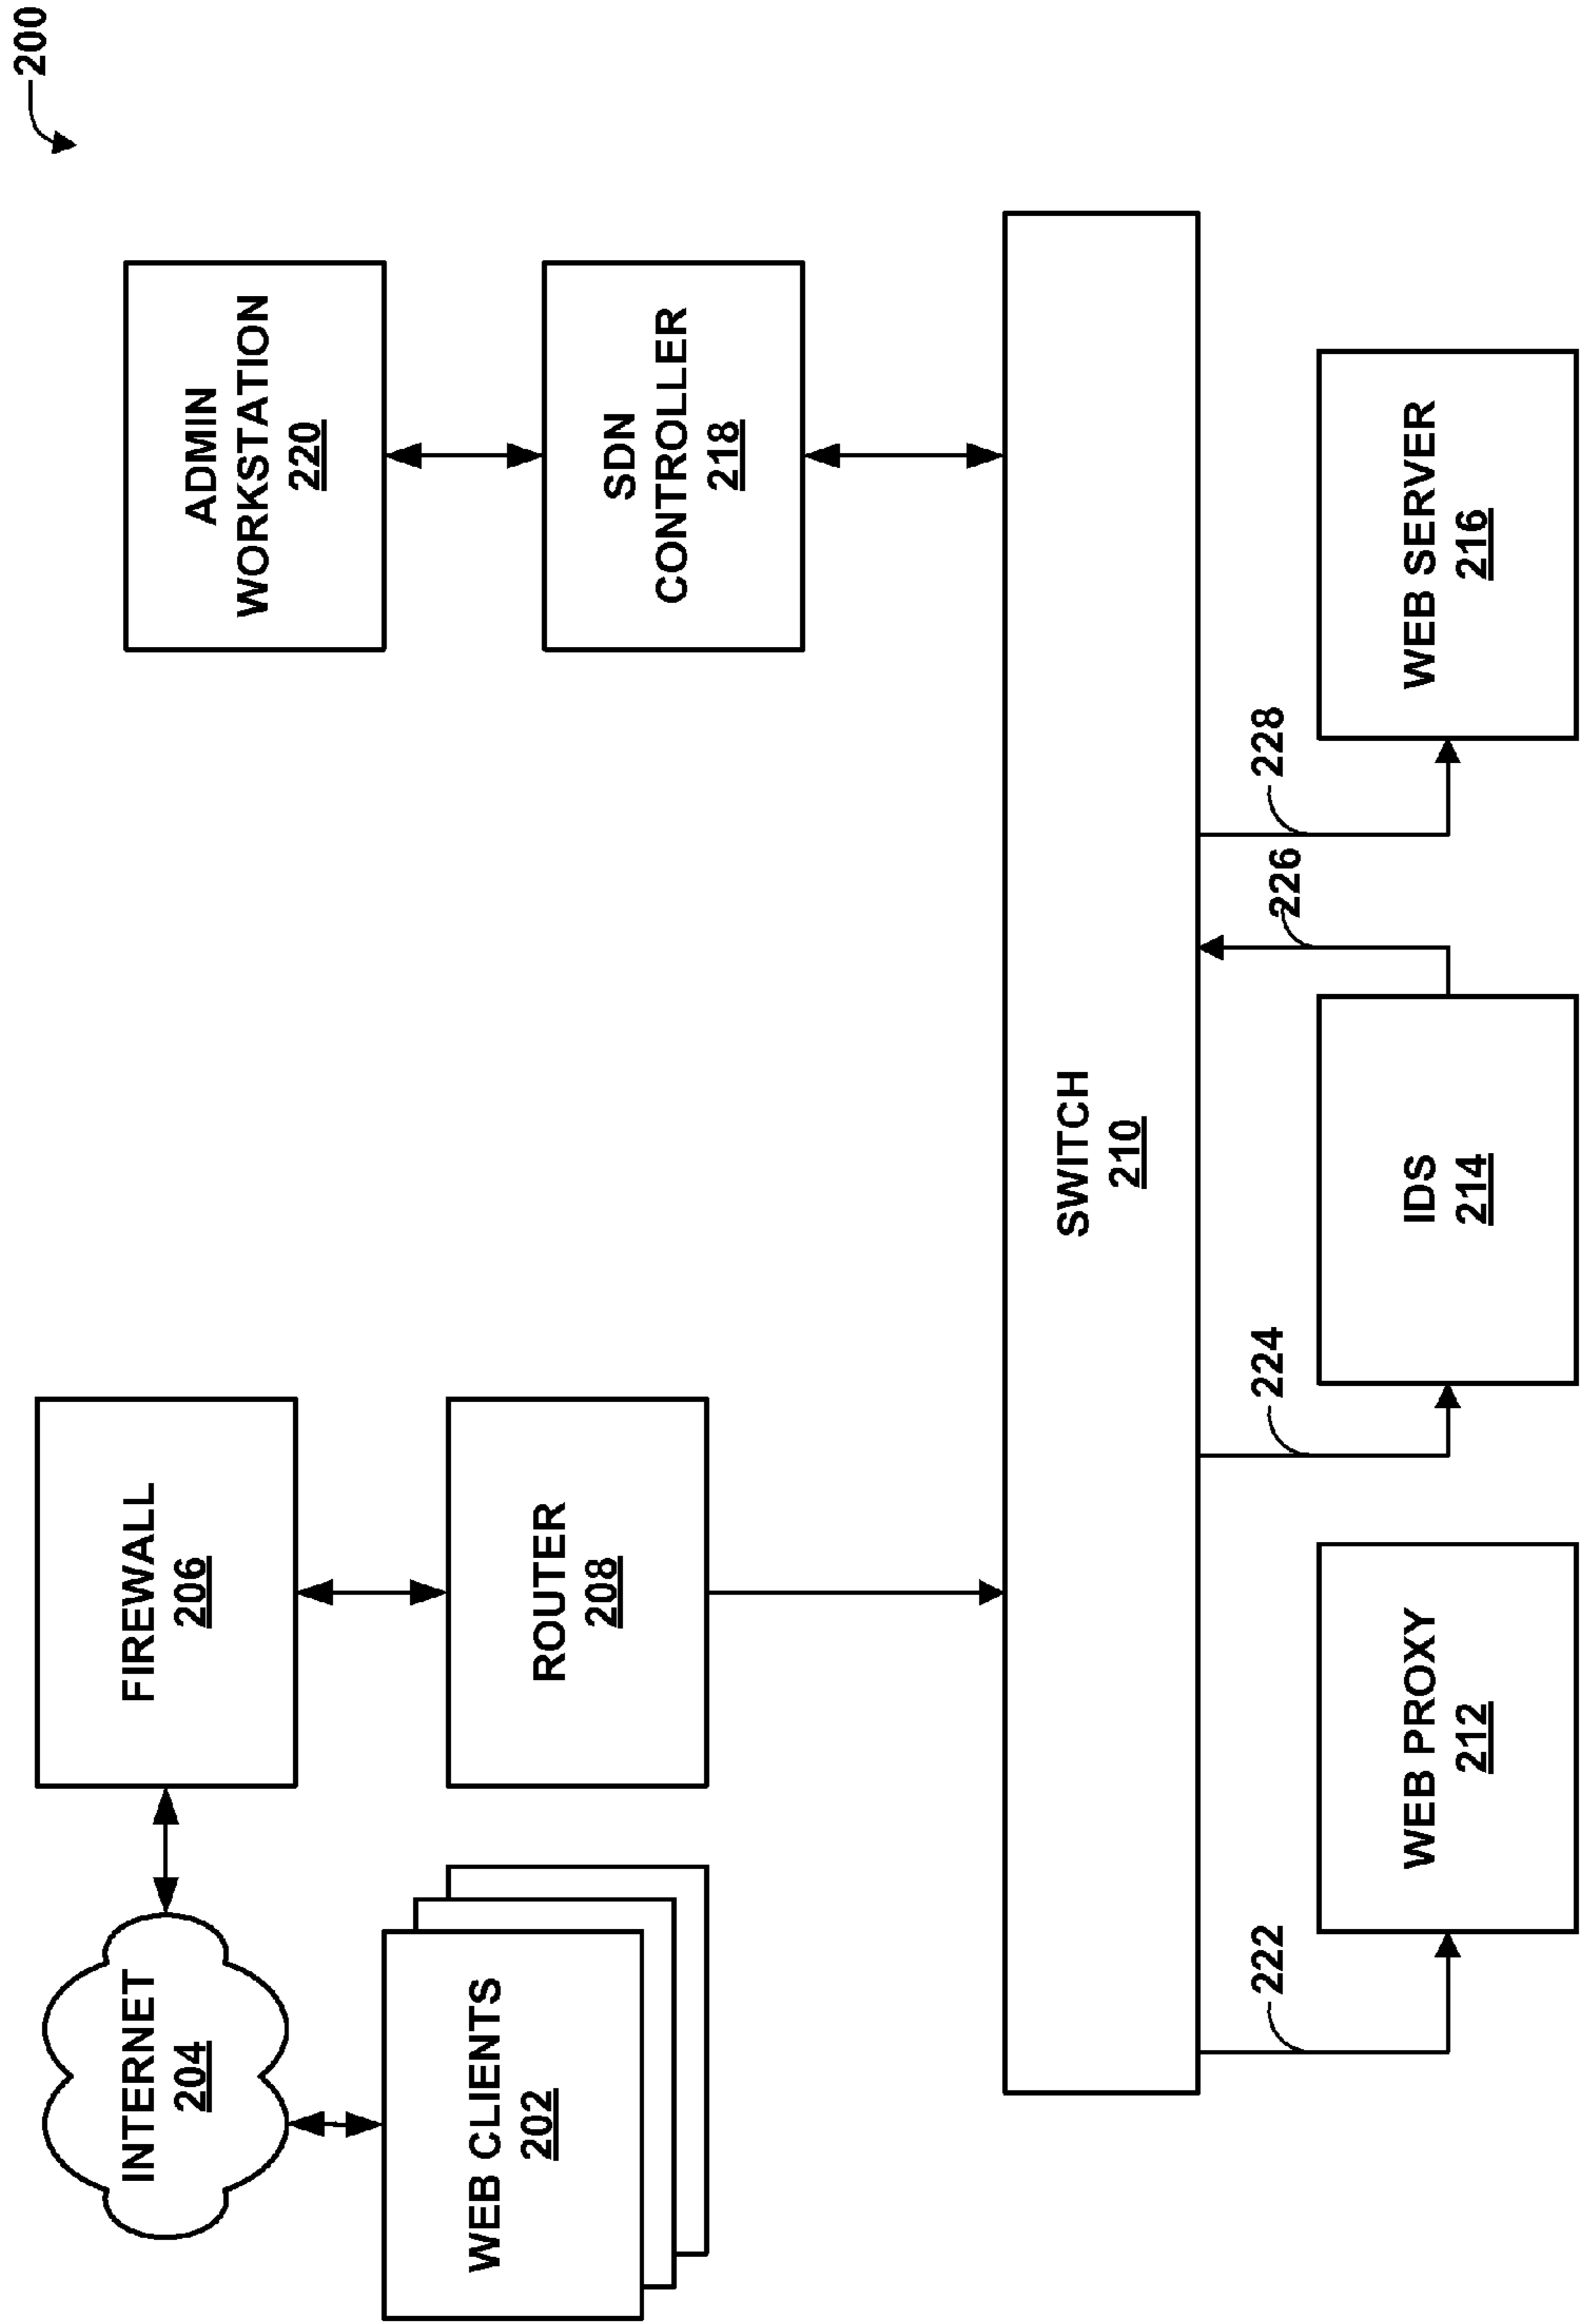 200
INTERNET
204
FIREWALL
206
ADMIN
WORKSTATION
220
WEB CLIENTS
202
ROUTER
208
SDN
CONTROLLER
218
SWITCH
210
222
224
226
228
WEB PROXY
212
IDS
214
WEB SERVER
216